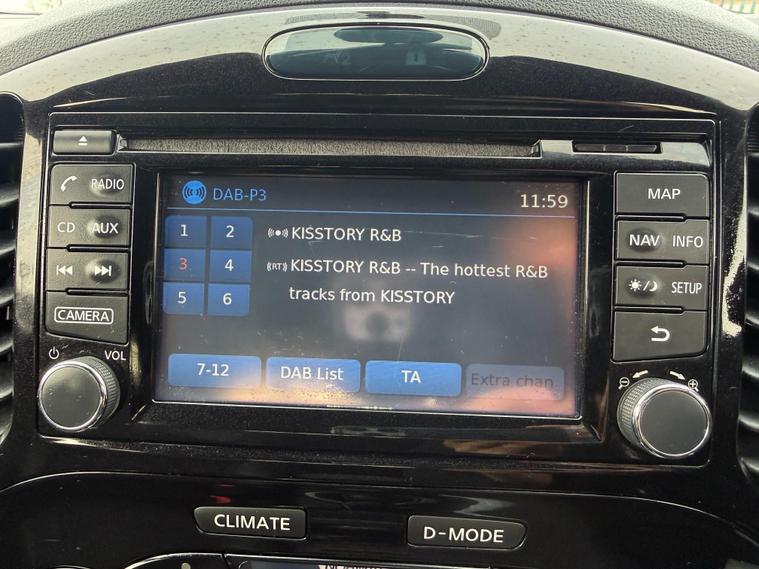 RADIO
CD AUX
CAMERA
VOL
DAB-P3 11:59
1 2
3 4
5 6
KISSTORY R&B
(RT) KISSTORY R&B -- The hottest R&B
tracks from KISSTORY
7-12 DAB List TA Extra chan.
MAP
NAV INFO
SETUP
CLIMATE D-MODE